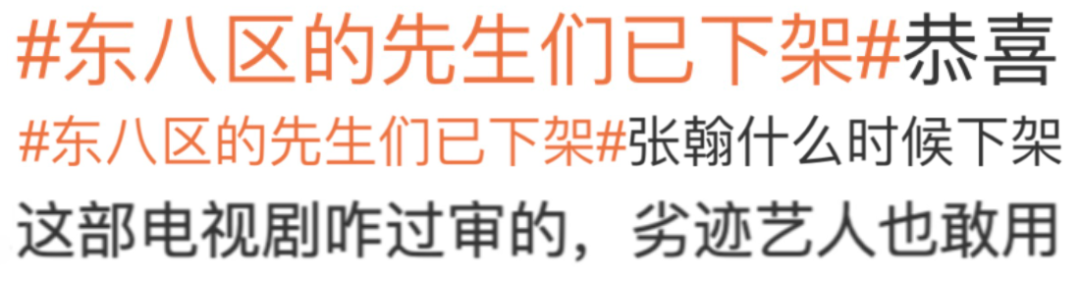 #东八区的先生们已下架#恭喜
#东八区的先生们已下架#张翰什么时候下架
这部电视剧咋过审的，劣迹艺人也敢用